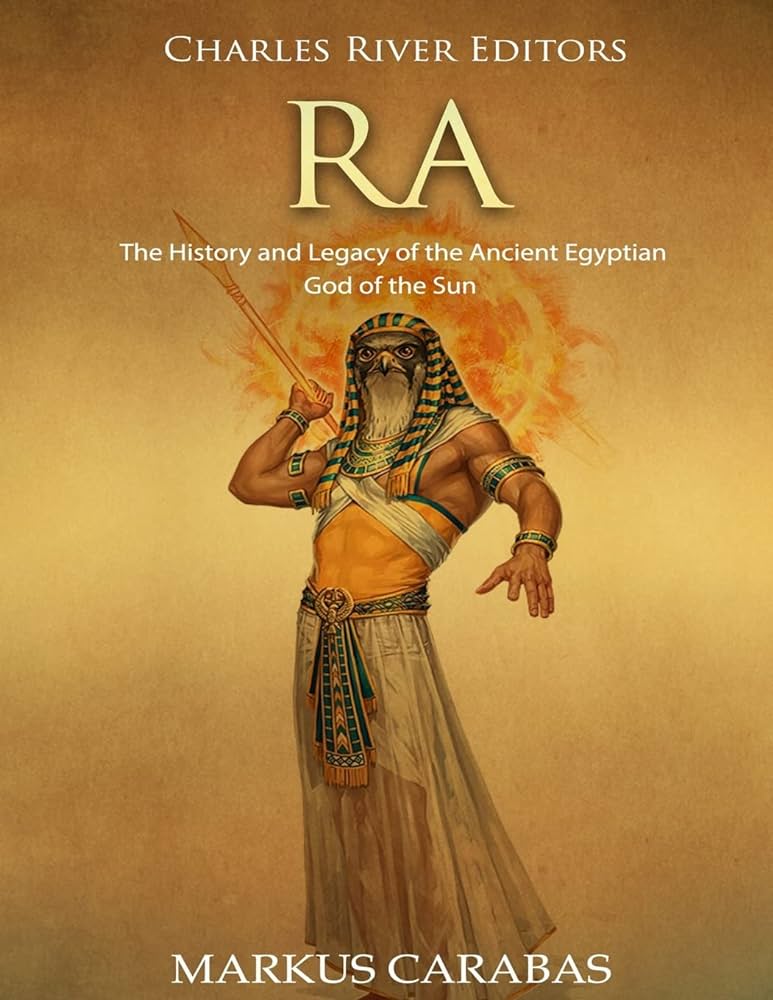 CHARLES RIVER EDITORS
RA
The History and Legacy of the Ancient Egyptian
God of the Sun
MARKUS CARABAS